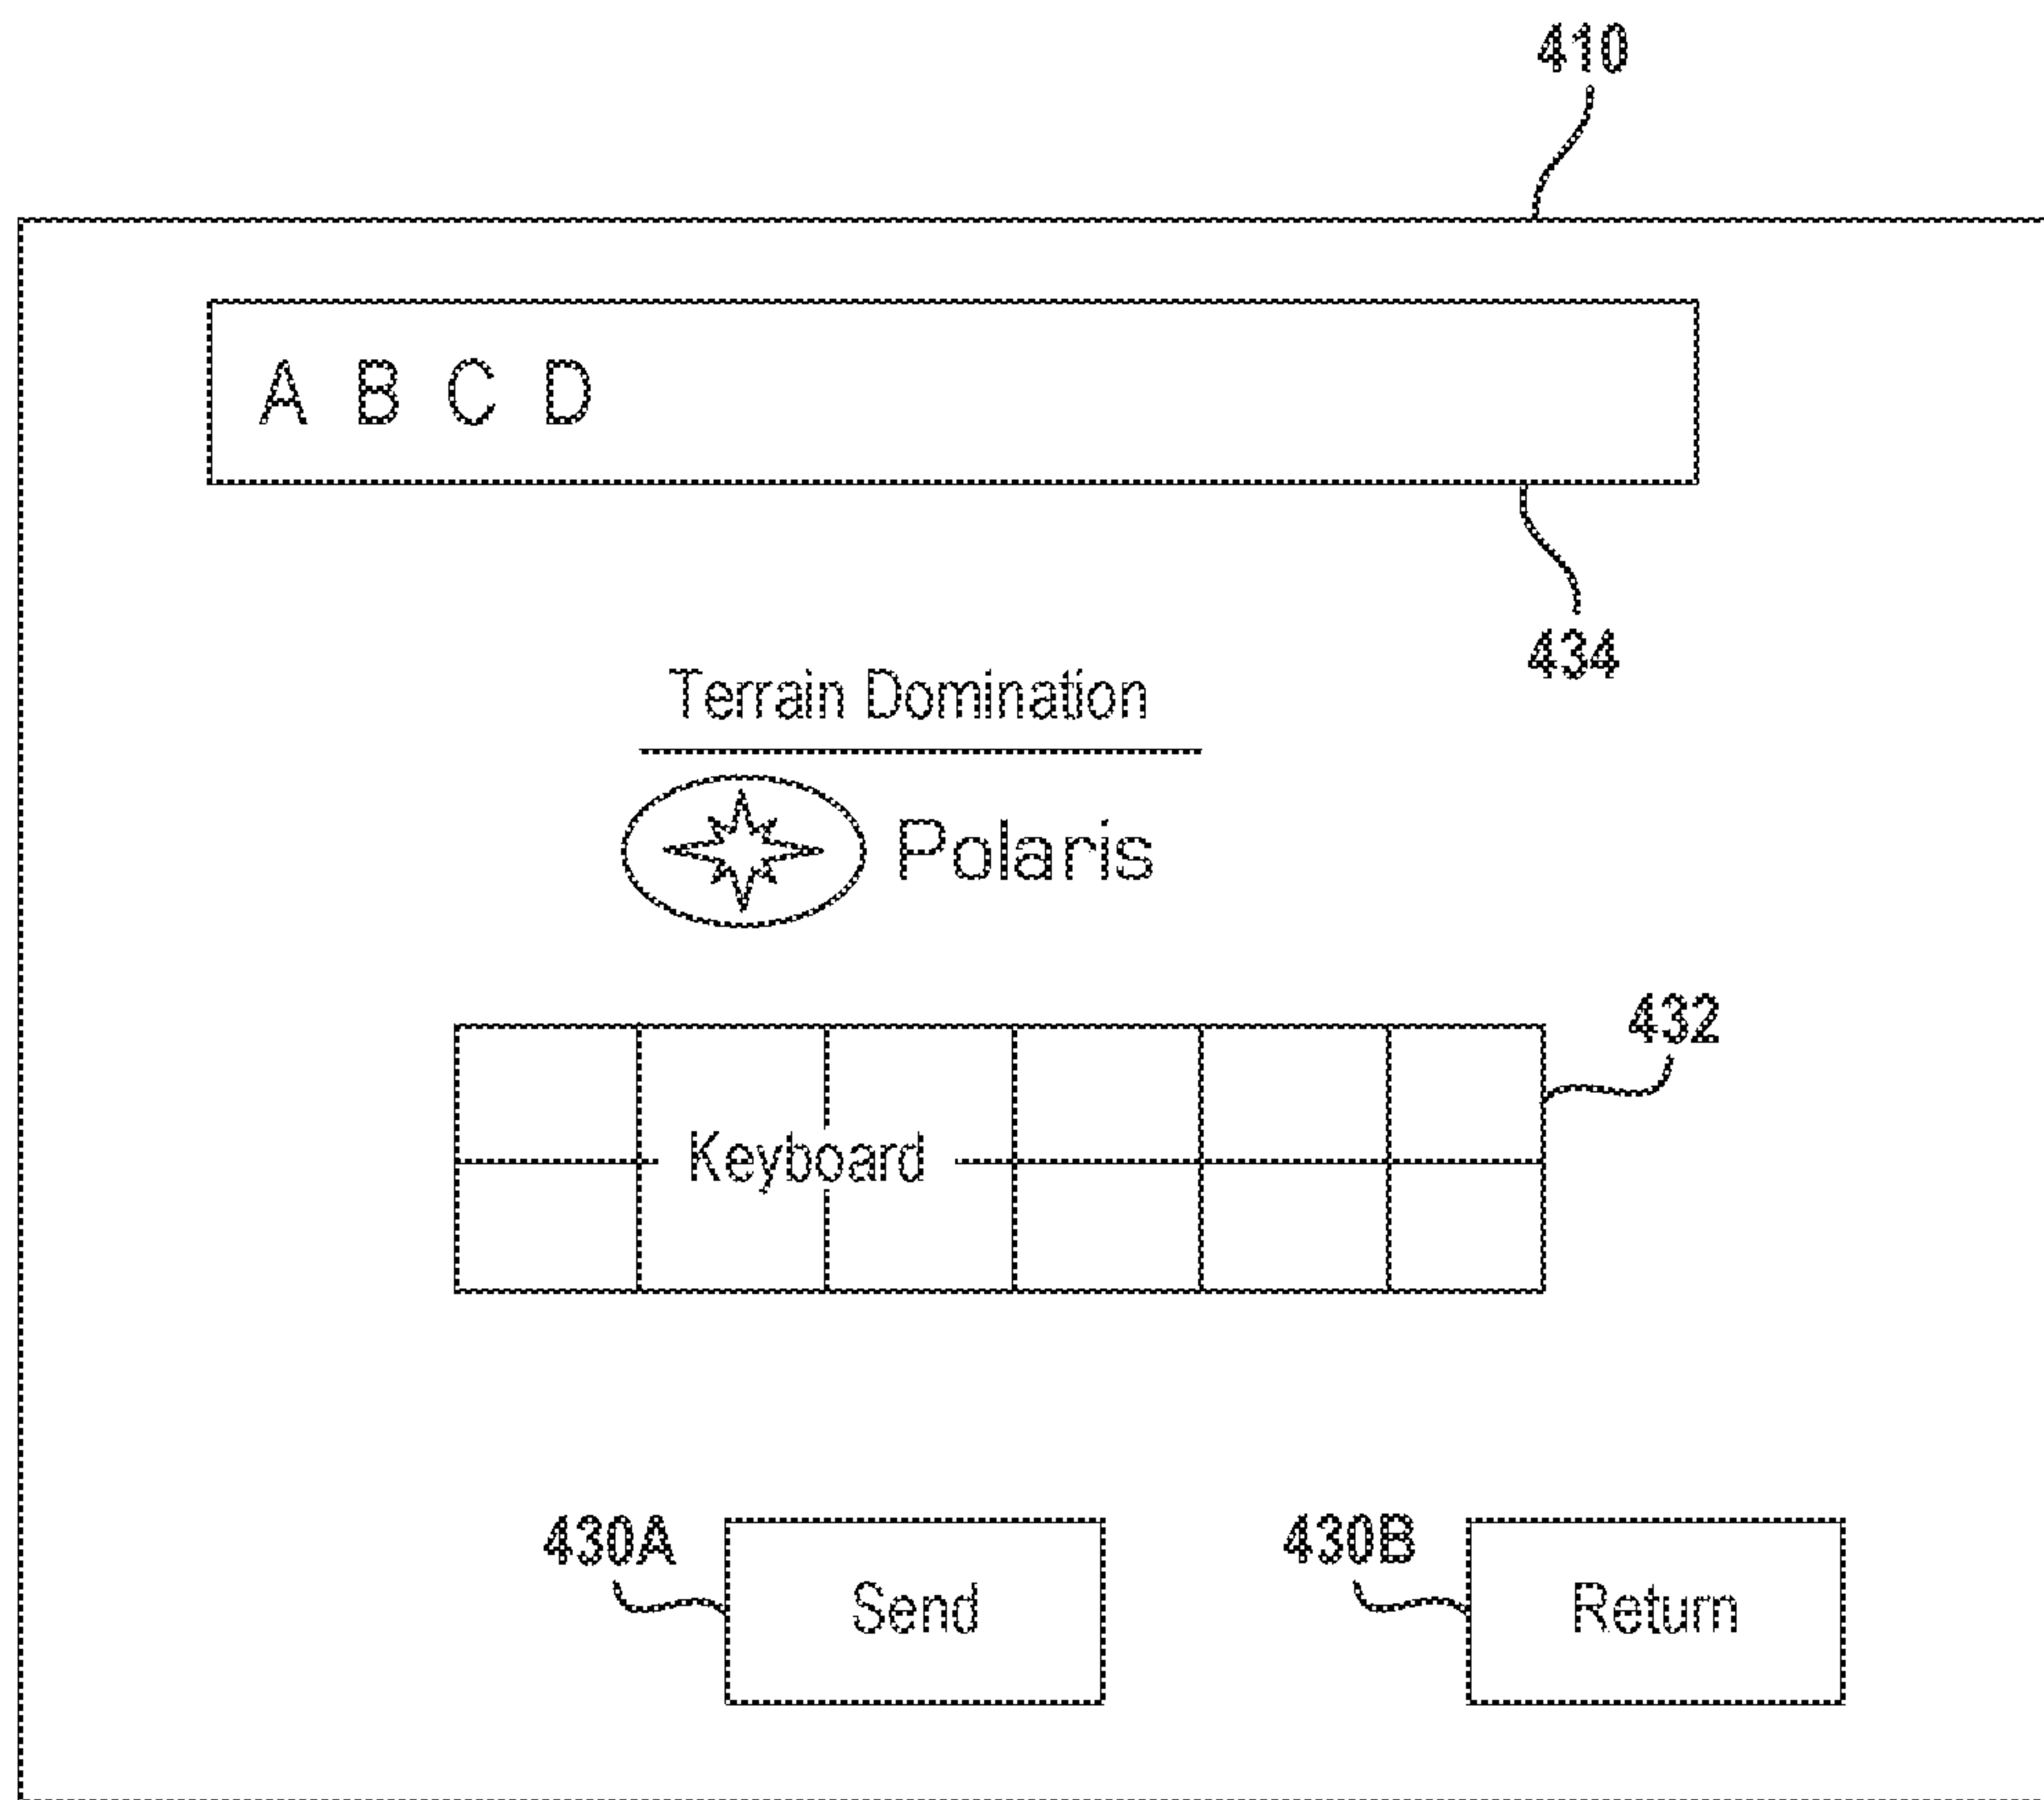 410
A B C D
434
Terrain Domination
Polaris
432
Keyboard
430A
Send
430B
Return